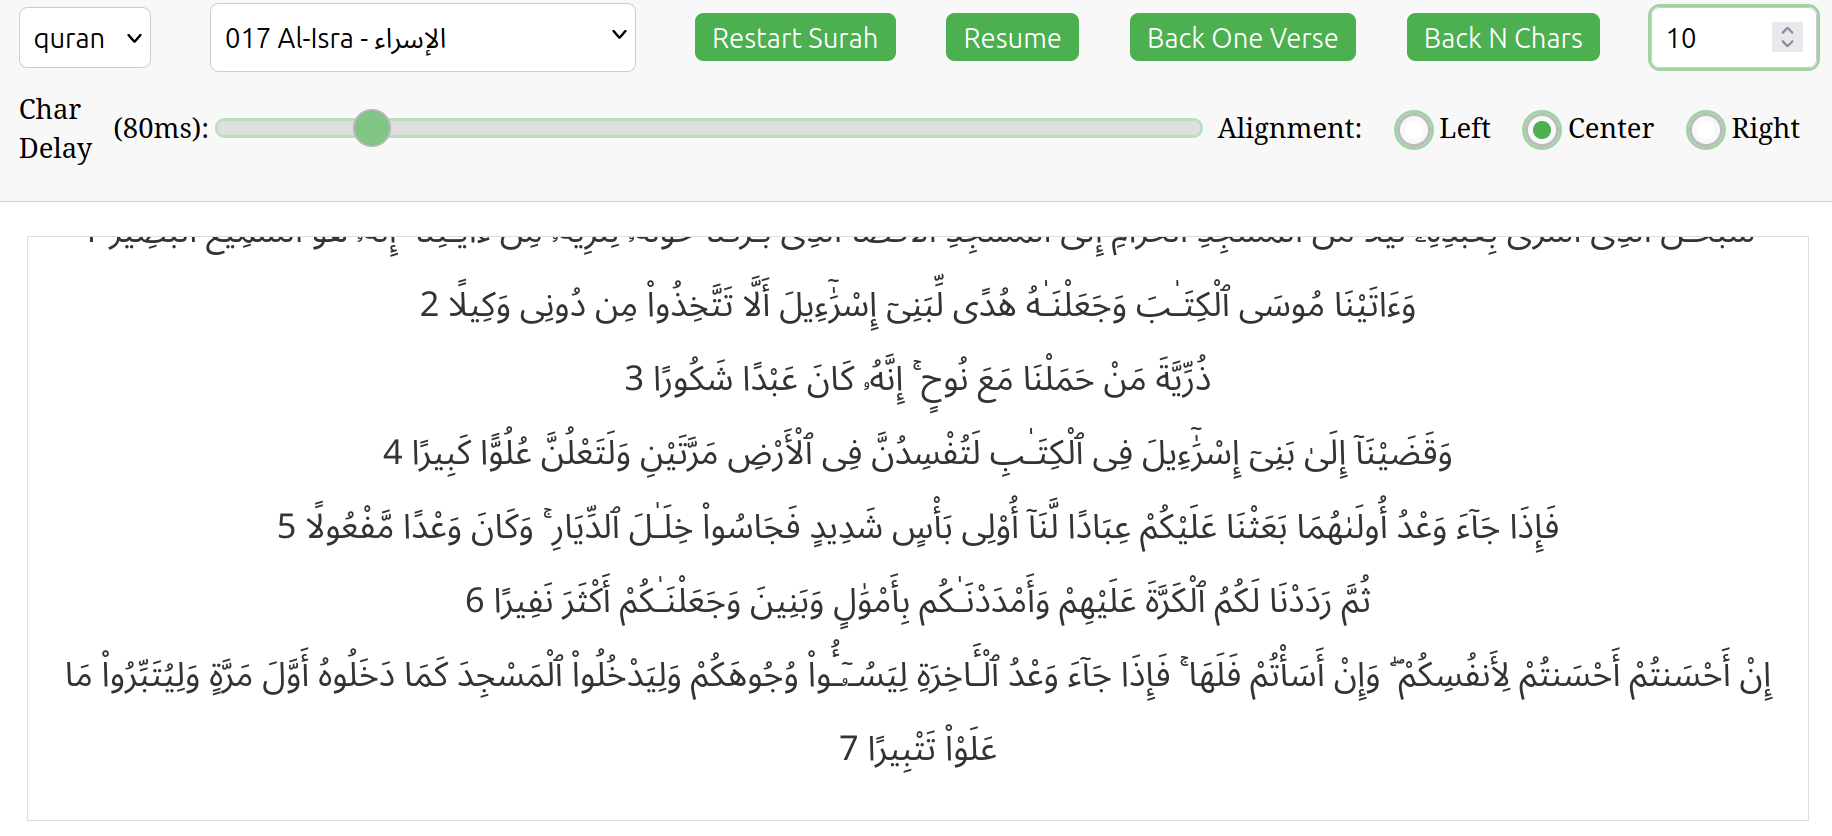 quran
017 Al-Isra - الإسراء
Restart Surah
Resume
Back One Verse
Back N Chars
10
Char Delay (80ms):
Alignment: Left Center Right
وَءَاتَيْنَا مُوسَى ٱلْكِتَـٰبَ وَجَعَلْنَـٰهُ هُدًى لِّبَنِىٓ إِسْرَٰٓءِيلَ أَلَّا تَتَّخِذُوا۟ مِن دُونِى وَكِيلًا 2
ذُرِّيَّةَ مَنْ حَمَلْنَا مَعَ نُوحٍ ۚ إِنَّهُۥ كَانَ عَبْدًا شَكُورًا 3
وَقَضَيْنَآ إِلَىٰ بَنِىٓ إِسْرَٰٓءِيلَ فِى ٱلْكِتَـٰبِ لَتُفْسِدُنَّ فِى ٱلْأَرْضِ مَرَّتَيْنِ وَلَتَعْلُنَّ عُلُوًّا كَبِيرًا 4
فَإِذَا جَآءَ وَعْدُ أُولَىٰهُمَا بَعَثْنَا عَلَيْكُمْ عِبَادًا لَّنَآ أُو۟لِى بَأْسٍ شَدِيدٍ فَجَاسُوا۟ خِلَـٰلَ ٱلدِّيَارِ ۚ وَكَانَ وَعْدًا مَّفْعُولًا 5
ثُمَّ رَدَدْنَا لَكُمُ ٱلْكَرَّةَ عَلَيْهِمْ وَأَمْدَدْنَـٰكُم بِأَمْوَٰلٍ وَبَنِينَ وَجَعَلْنَـٰكُمْ أَكْثَرَ نَفِيرًا 6
إِنْ أَحْسَنتُمْ أَحْسَنتُمْ لِأَنفُسِكُمْ ۖ وَإِنْ أَسَأْتُمْ فَلَهَا ۚ فَإِذَا جَآءَ وَعْدُ ٱلْـَٔاخِرَةِ لِيَسُـۥٓـُٔوا۟ وُجُوهَكُمْ وَلِيَدْخُلُوا۟ ٱلْمَسْجِدَ كَمَا دَخَلُوهُ أَوَّلَ مَرَّةٍ وَلِيُتَبِّرُوا۟ مَا
عَلَوْا۟ تَتْبِيرًا 7